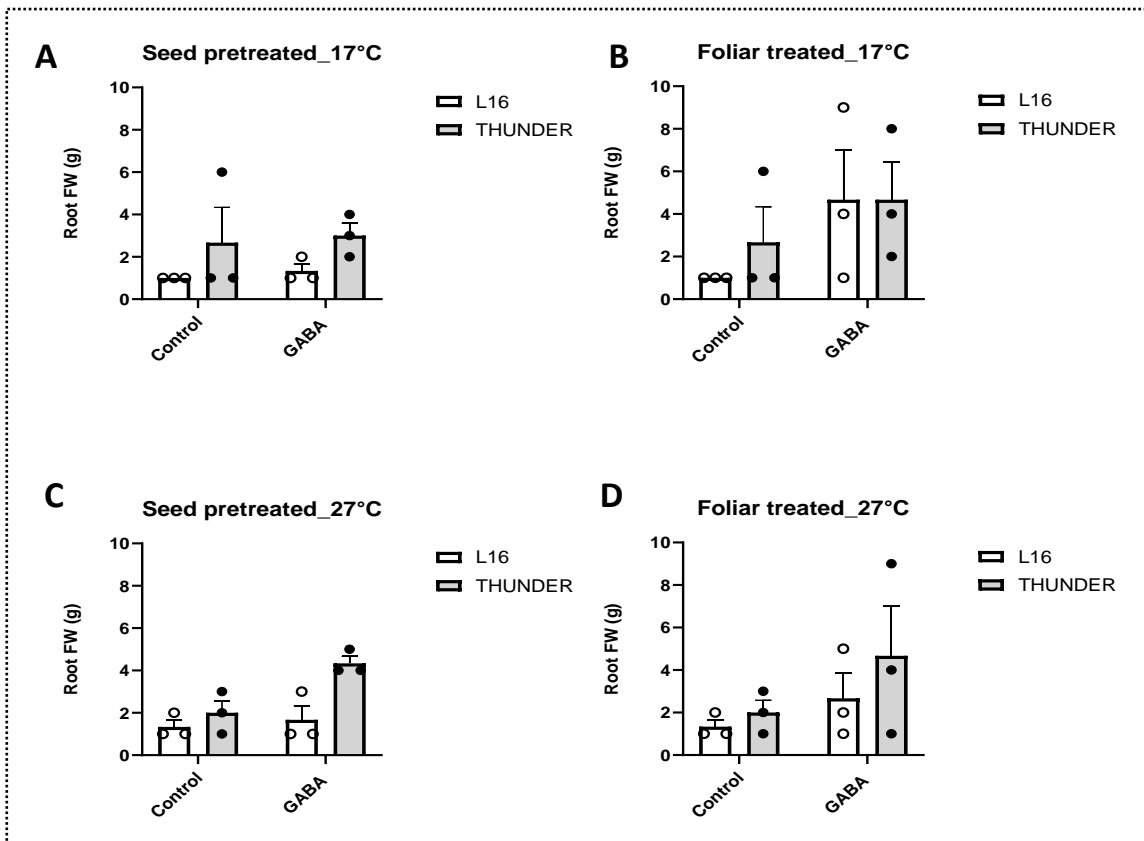 A
Seed pretreated_17°C
10
8
6
4
2
0
Root FW (g)
Control
GABA
L16
THUNDER
B
Foliar treated_17°C
10
8
6
4
2
0
Root FW (g)
Control
GABA
L16
THUNDER
C
Seed pretreated_27°C
10
8
6
4
2
0
Root FW (g)
Control
GABA
L16
THUNDER
D
Foliar treated_27°C
10
8
6
4
2
0
Root FW (g)
Control
GABA
L16
THUNDER